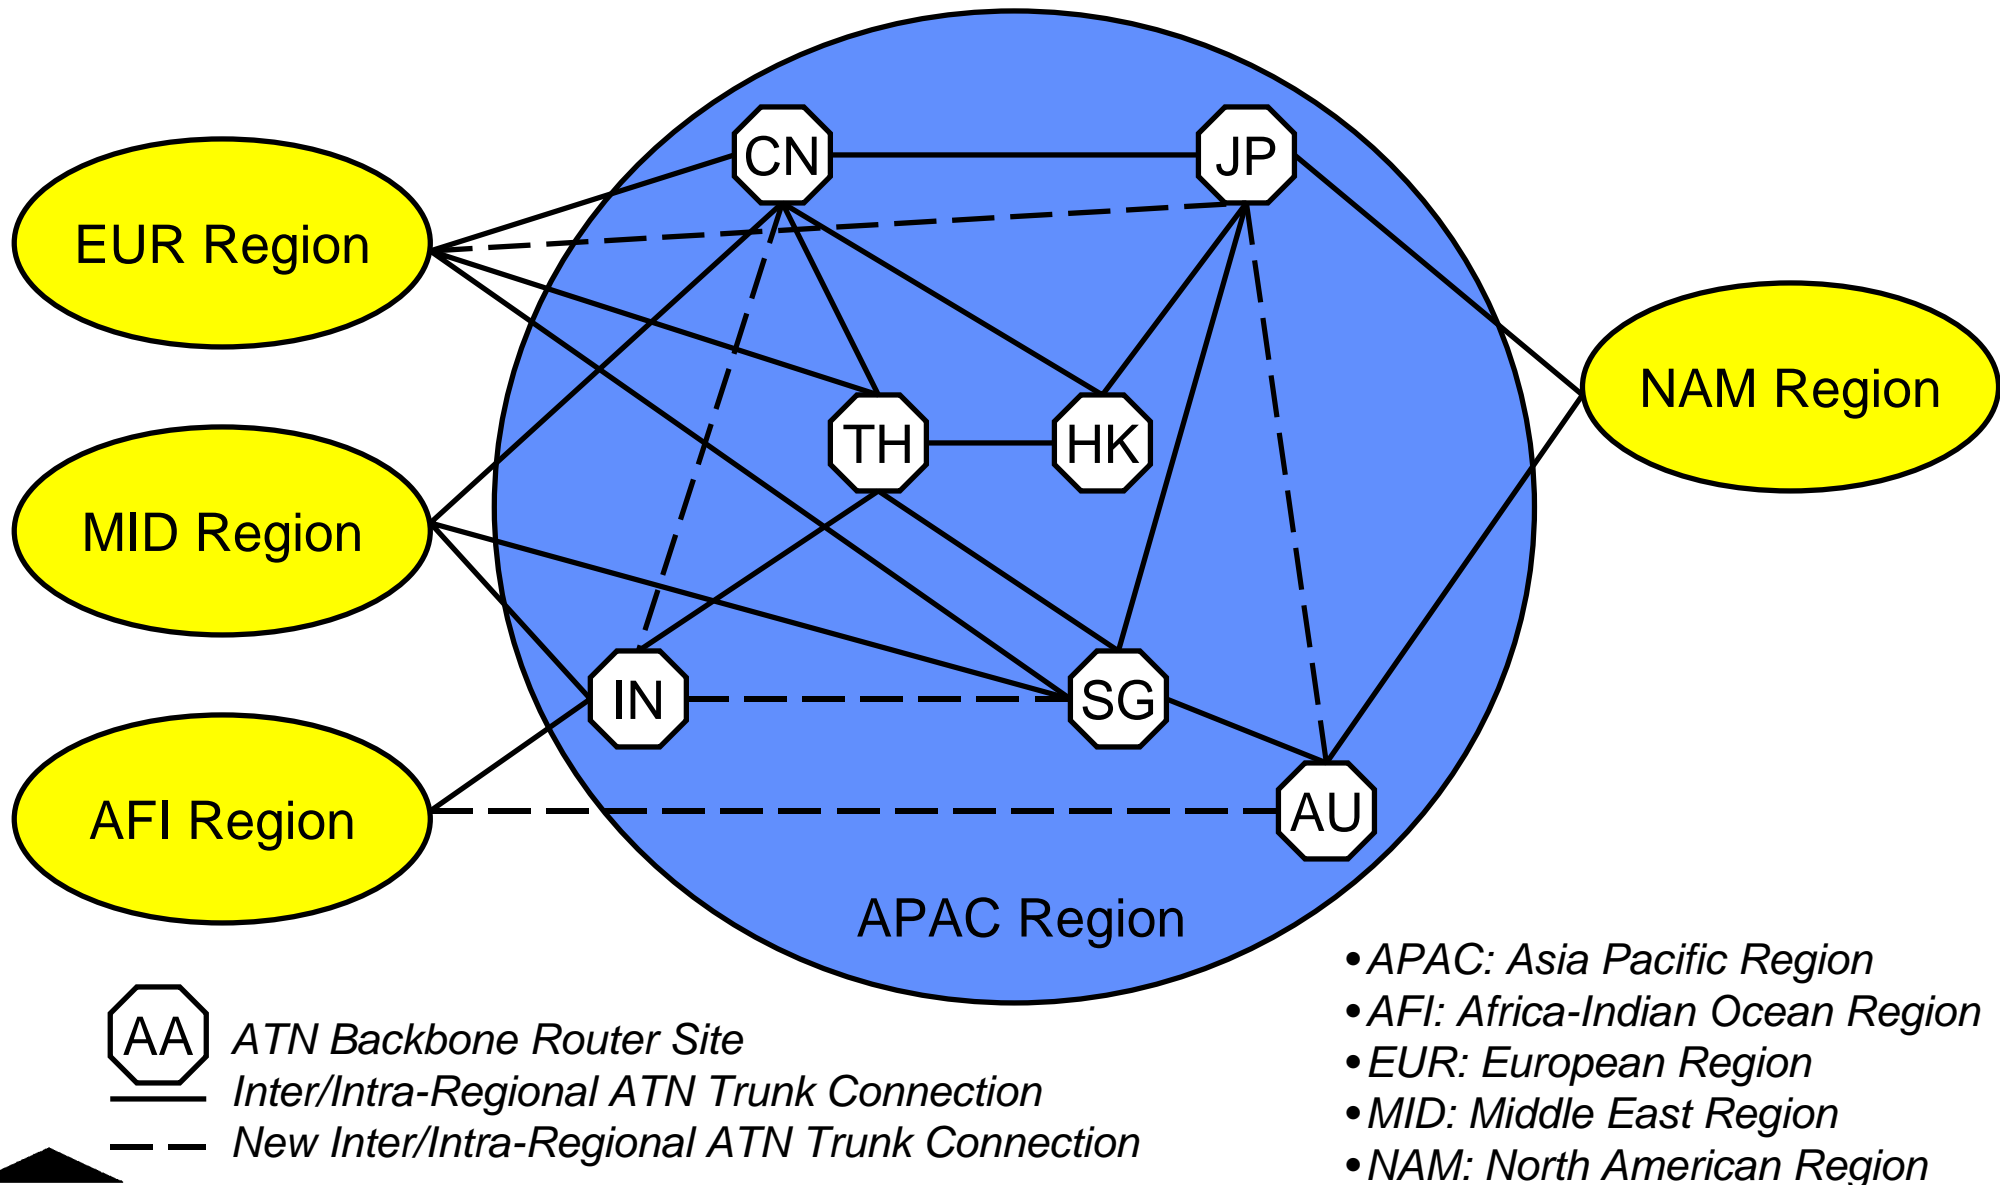 CN
JP
EUR Region
NAM Region
TH
HK
MID Region
IN
SG
AFI Region
AU
APAC Region
AA
ATN Backbone Router Site
Inter/Intra-Regional ATN Trunk Connection
New Inter/Intra-Regional ATN Trunk Connection
•APAC: Asia Pacific Region
•AFI: Africa-Indian Ocean Region
•EUR: European Region
•MID: Middle East Region
•NAM: North American Region